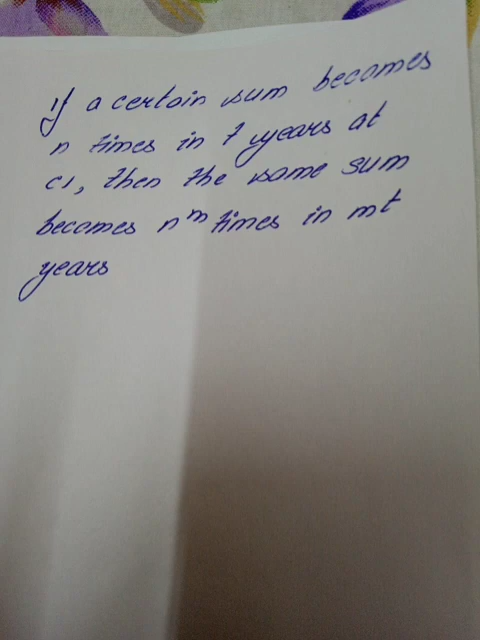 If a certain sum becomes
n times in t years at
CI, then the same sum
becomes n^m times in mt
years